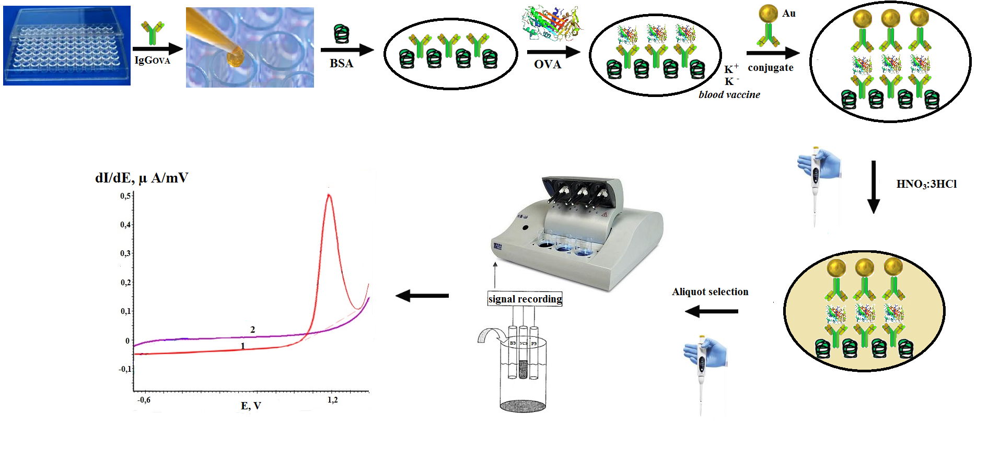 IgGOVA
BSA
OVA
K+
K -
blood vaccine
Au
conjugate
HNO3:3HCl
Aliquot selection
signal recording
ВЭ УСЭ РЭ
dI/dE, µ A/mV
0,5
0,4
0,3
0,2
0,1
0
-0,1
2
1
-0,6
1,2
E, V